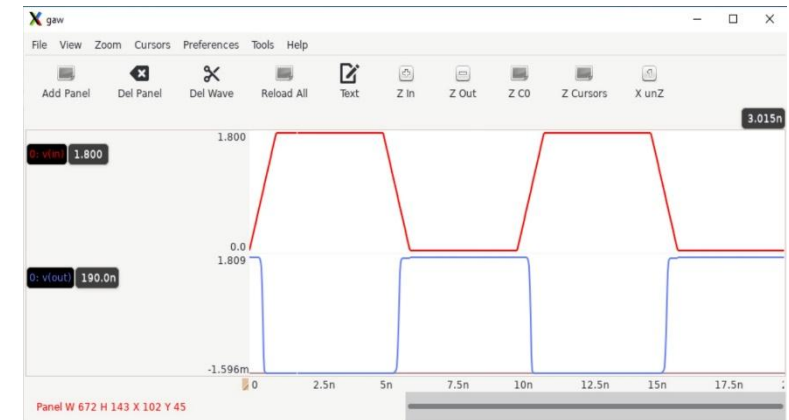 gaw
File View Zoom Cursors Preferences Tools Help
Add Panel Del Panel Del Wave Reload All Text Z In Z Out Z C0 Z Cursors X unZ
3.015n
1.800
0: v(in) 1.800
0.0
1.809
0: v(out) 190.0n
-1.596m
0 2.5n 5n 7.5n 10n 12.5n 15n 17.5n
Panel W 672 H 143 X 102 Y 45